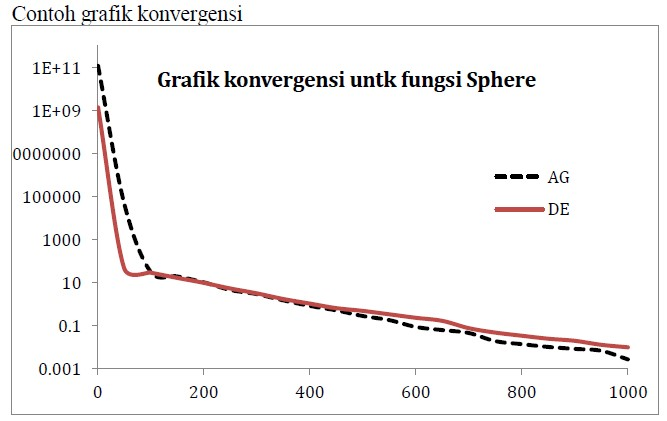 Contoh grafik konvergensi
Grafik konvergensi untk fungsi Sphere
1E+11
1E+09
0000000
100000
1000
10
0.1
0.001
AG
DE
0 200 400 600 800 1000